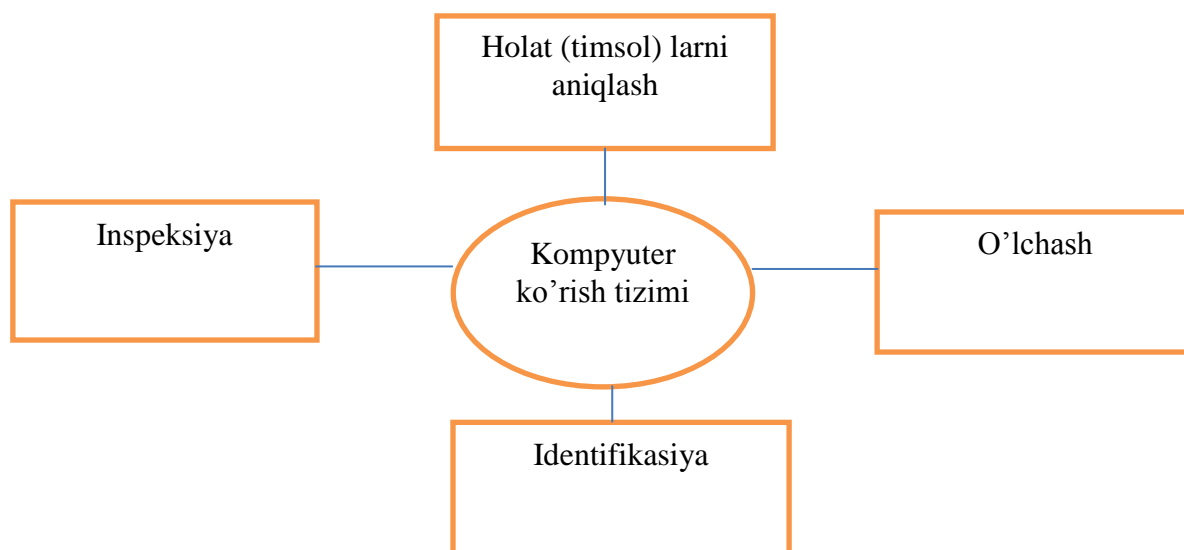 Holat (timsol) larni
aniqlash
Inspeksiya
Kompyuter
ko’rish tizimi
O’lchash
Identifikasiya